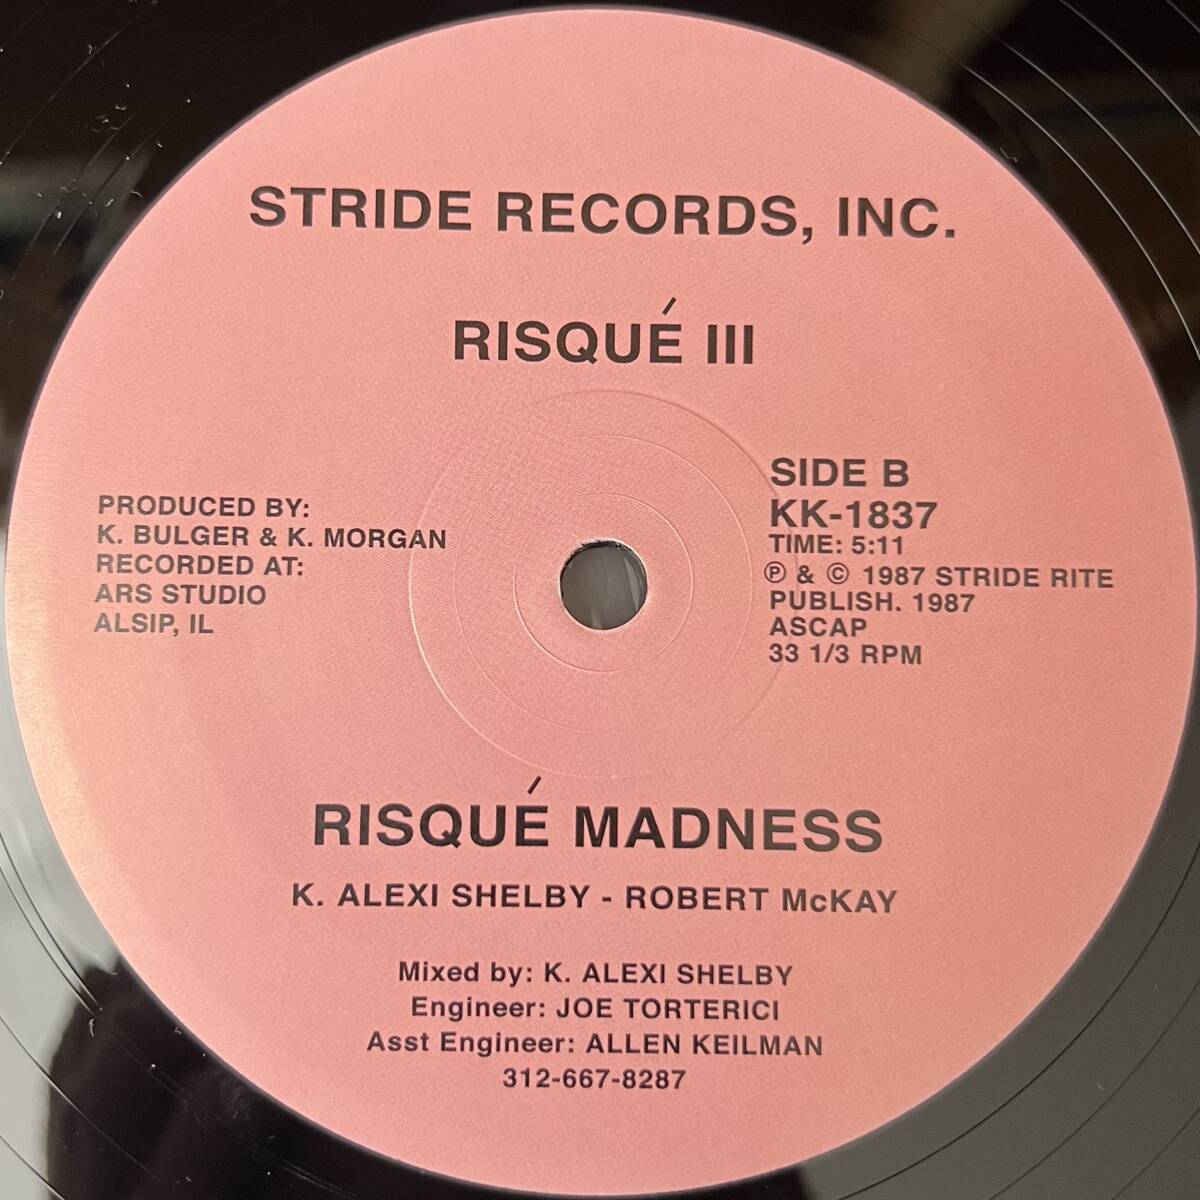 STRIDE RECORDS, INC.
RISQUÉ III
PRODUCED BY:
K. BULGER & K. MORGAN
RECORDED AT:
ARS STUDIO
ALSIP, IL
SIDE B
KK-1837
TIME: 5:11
℗ & © 1987 STRIDE RITE
PUBLISH. 1987
ASCAP
33 1/3 RPM
RISQUÉ MADNESS
K. ALEXI SHELBY - ROBERT McKAY
Mixed by: K. ALEXI SHELBY
Engineer: JOE TORTERICI
Asst Engineer: ALLEN KEILMAN
312-667-8287